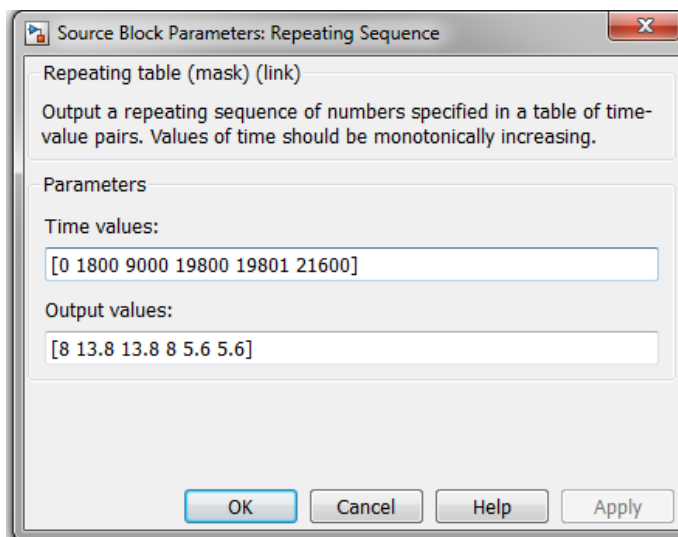 Source Block Parameters: Repeating Sequence
Repeating table (mask) (link)
Output a repeating sequence of numbers specified in a table of time-
value pairs. Values of time should be monotonically increasing.
Parameters
Time values:
[0 1800 9000 19800 19801 21600]
Output values:
[8 13.8 13.8 8 5.6 5.6]
OK Cancel Help Apply